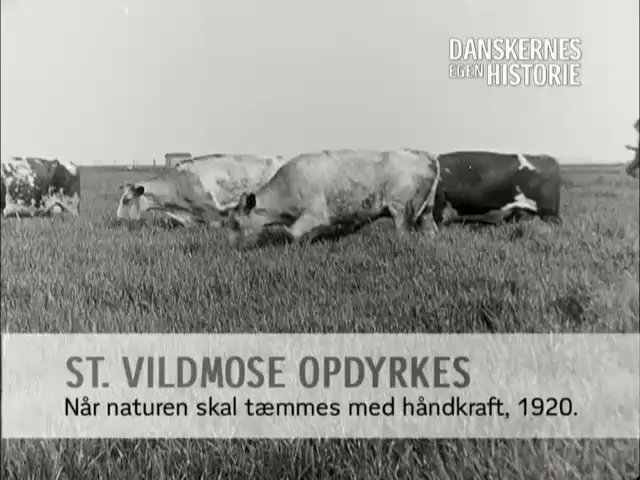 DANSKERNES
EGEN HISTORIE
ST. VILDMOSE OPDYRKES
Når naturen skal tæmmes med håndkraft, 1920.